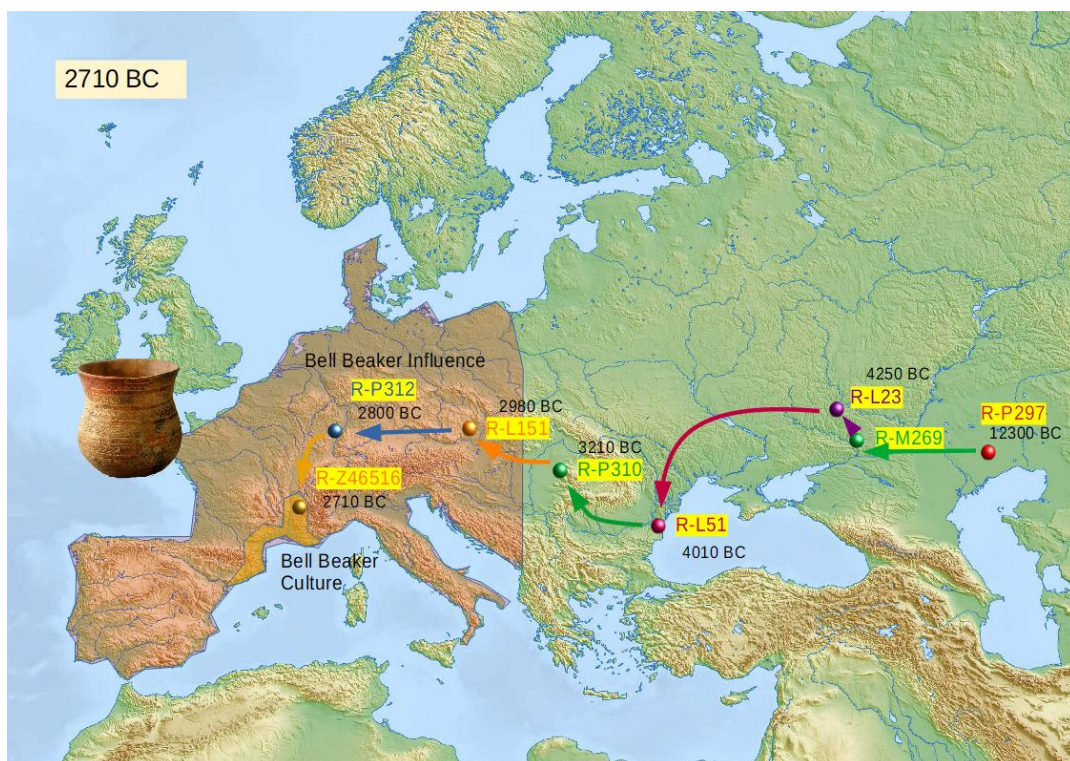 2710 BC
Bell Beaker Influence
R-P312
2800 BC
2980 BC
R-L151
R-Z46516
2710 BC
Bell Beaker
Culture
3210 BC
R-P310
R-L51
4010 BC
4250 BC
R-L23
R-M269
R-P297
12300 BC